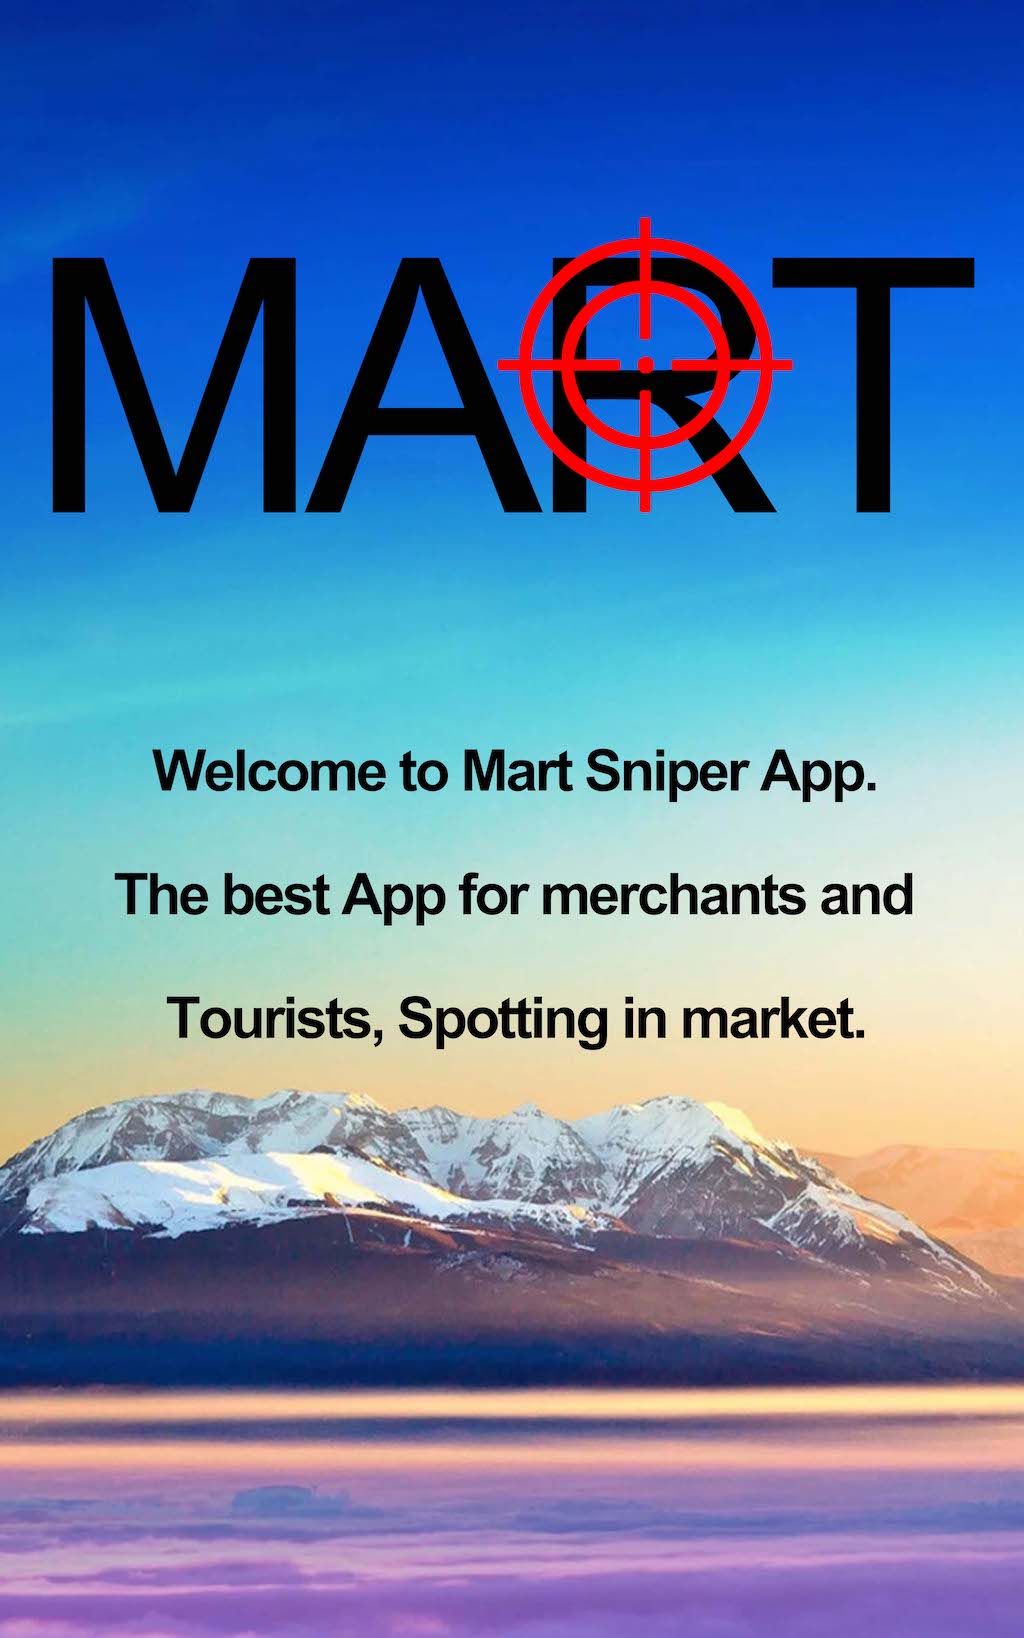 MART
Welcome to Mart Sniper App.
The best App for merchants and
Tourists, Spotting in market.